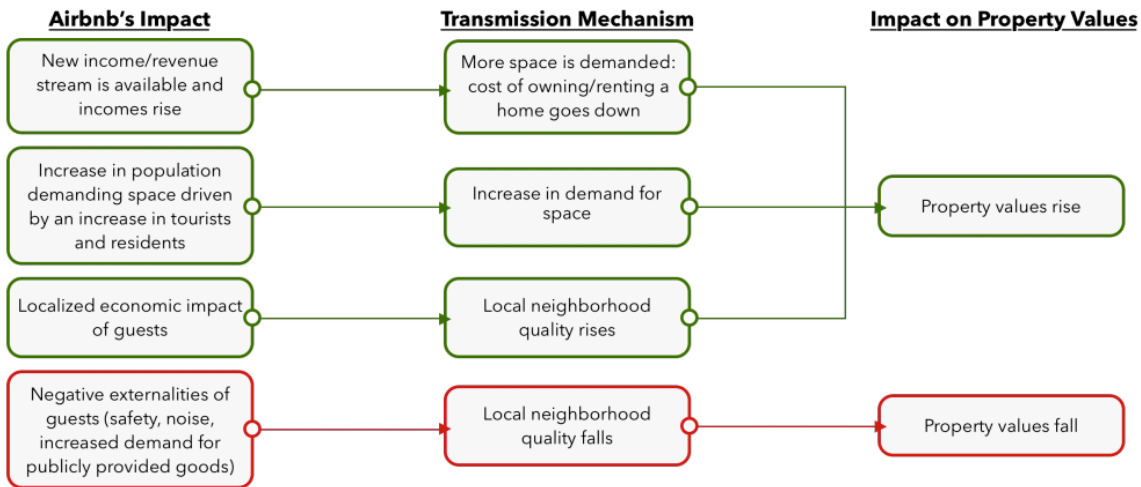 Airbnb's Impact
Transmission Mechanism
Impact on Property Values
New income/revenue
stream is available and
incomes rise
More space is demanded:
cost of owning/renting a
home goes down
Increase in population
demanding space driven
by an increase in tourists
and residents
Increase in demand for
space
Property values rise
Localized economic impact
of guests
Local neighborhood
quality rises
Negative externalities of
guests (safety, noise,
increased demand for
publicly provided goods)
Local neighborhood
quality falls
Property values fall